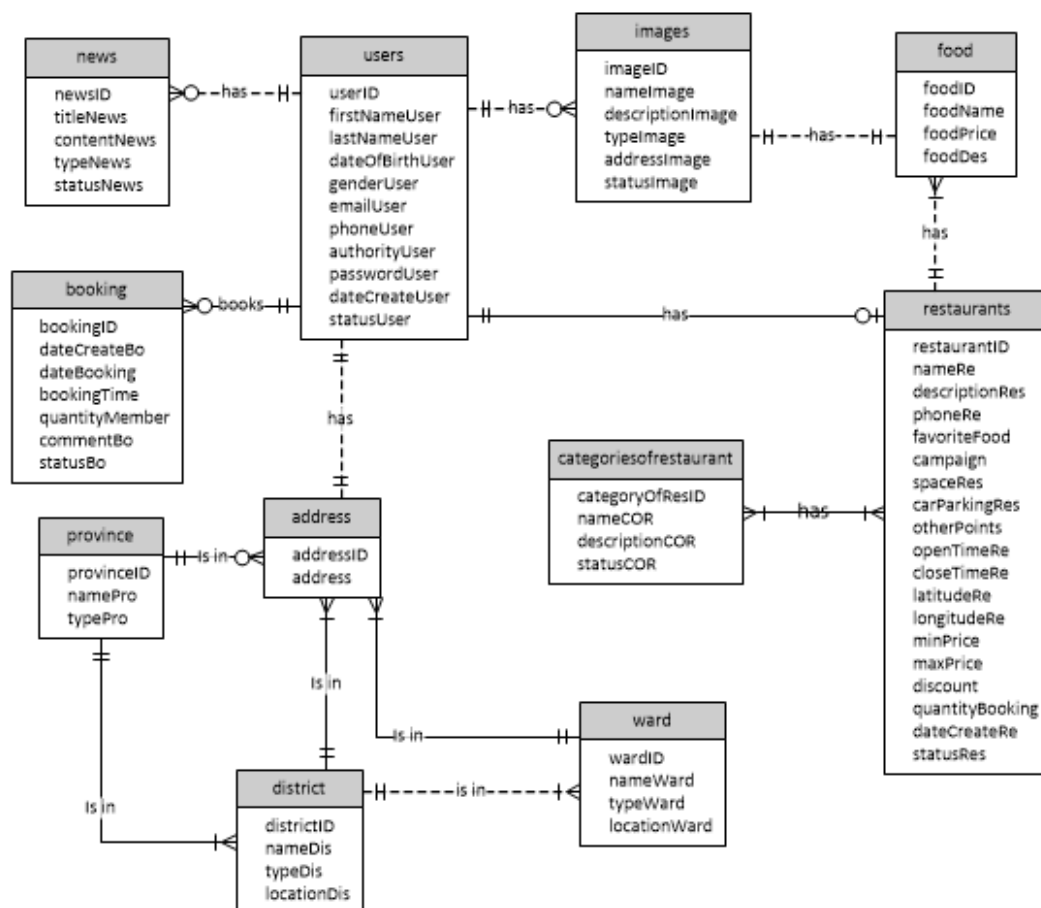 news
newsID
titleNews
contentNews
typeNews
statusNews
has
users
userID
firstNameUser
lastNameUser
dateOfBirthUser
genderUser
emailUser
phoneUser
authorityUser
passwordUser
dateCreateUser
statusUser
has
images
imageID
nameImage
descriptionImage
typeImage
addressImage
statusImage
has
food
foodID
foodName
foodPrice
foodDes
has
booking
bookingID
dateCreateBo
dateBooking
bookingTime
quantityMember
commentBo
statusBo
books
has
has
restaurants
restaurantID
nameRe
descriptionRes
phoneRe
favoriteFood
campaign
spaceRes
carParkingRes
otherPoints
openTimeRe
closeTimeRe
latitudeRe
longitudeRe
minPrice
maxPrice
discount
quantityBooking
dateCreateRe
statusRes
categoriesofrestaurant
categoryOfResID
nameCOR
descriptionCOR
statusCOR
has
province
provinceID
namePro
typePro
Is in
address
addressID
address
Is in
Is in
Is in
ward
wardID
nameWard
typeWard
locationWard
is in
district
districtID
nameDis
typeDis
locationDis